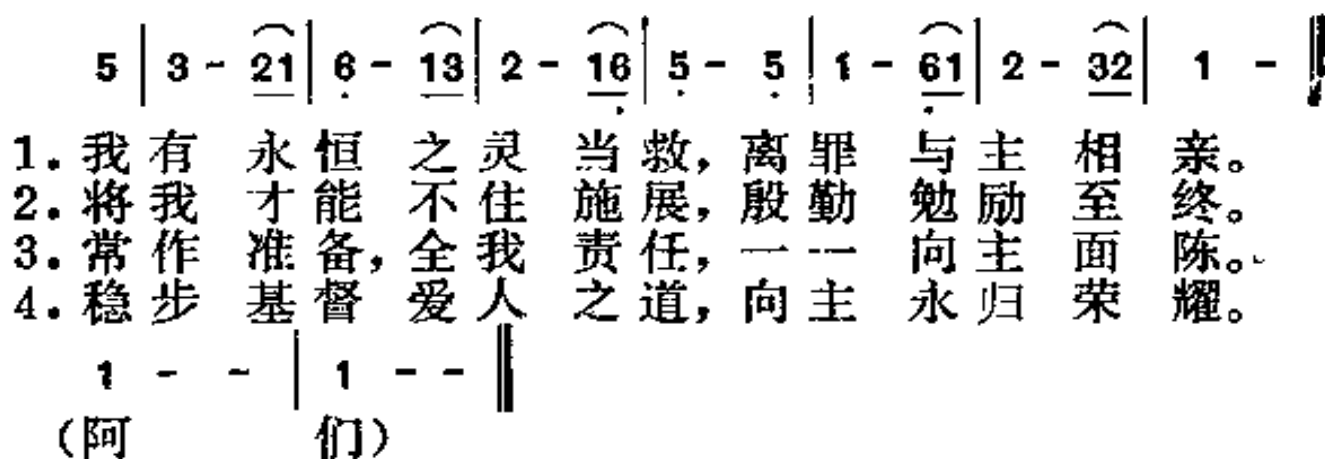 5 | 3 - 21 | 6 - 13 | 2 - 16 | 5 - 5 | 1 - 61 | 2 - 32 | 1 - ‖
1.我有永恒之灵当救,离罪与主相亲。
2.将我才能不住施展,殷勤勉励至终。
3.常作准备,全我责任,一一向主面陈。
4.稳步基督爱人之道,向主永归荣耀。
1 - - | 1 - - ‖
(阿们)